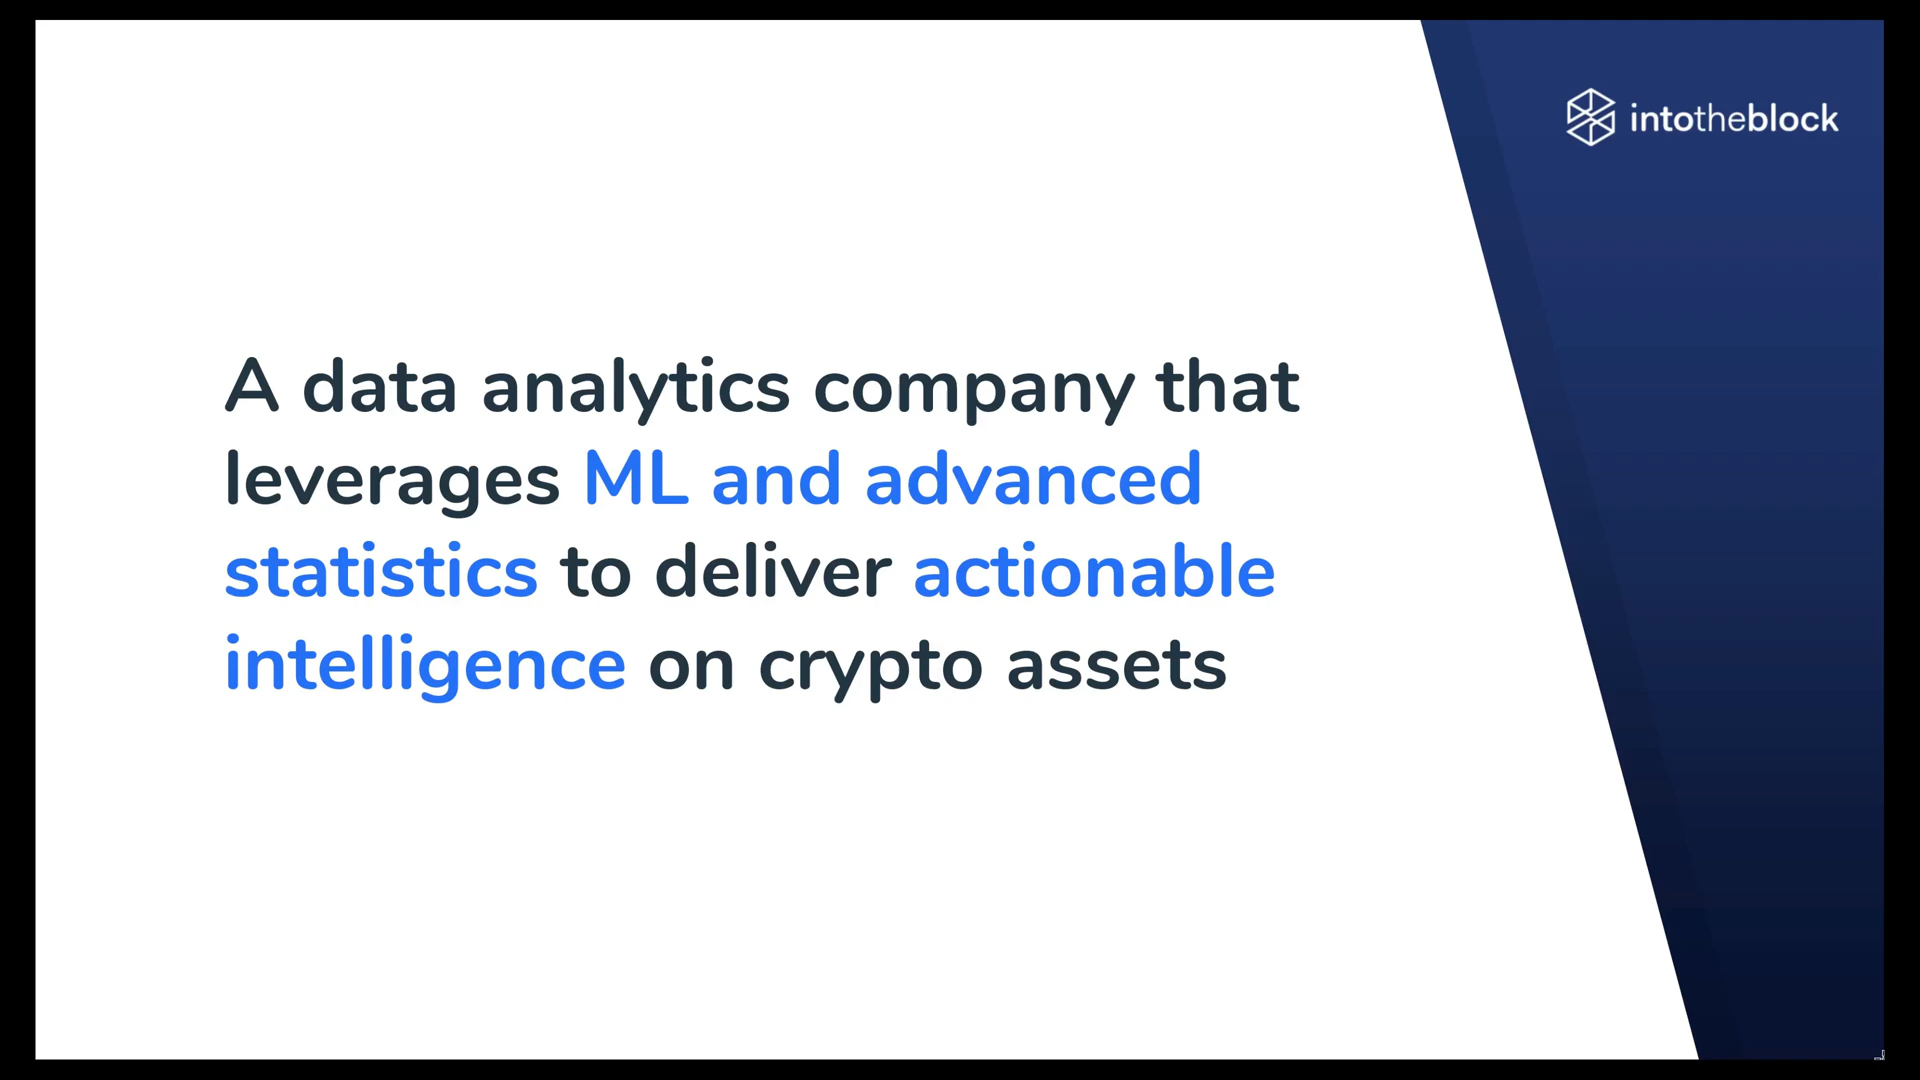 intotheblock
A data analytics company that
leverages ML and advanced
statistics to deliver actionable
intelligence on crypto assets